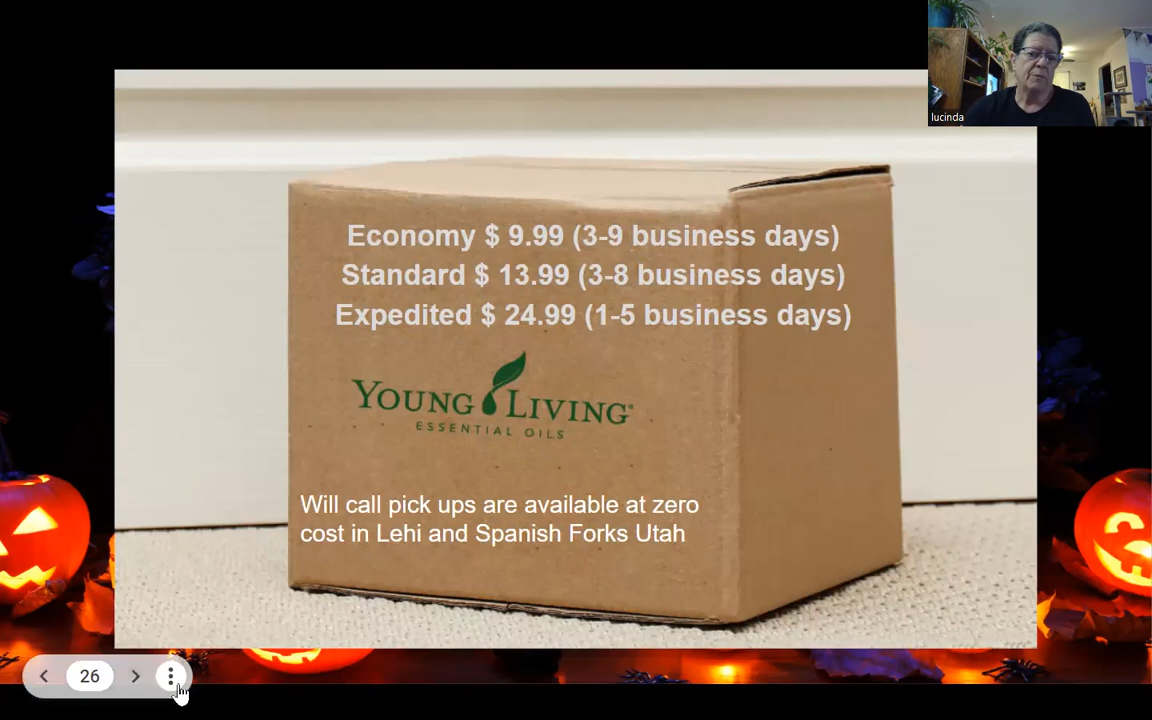 lucinda
Economy $ 9.99 (3-9 business days)
Standard $ 13.99 (3-8 business days)
Expedited $ 24.99 (1-5 business days)
YOUNG LIVING®
ESSENTIAL OILS
Will call pick ups are available at zero
cost in Lehi and Spanish Forks Utah
26